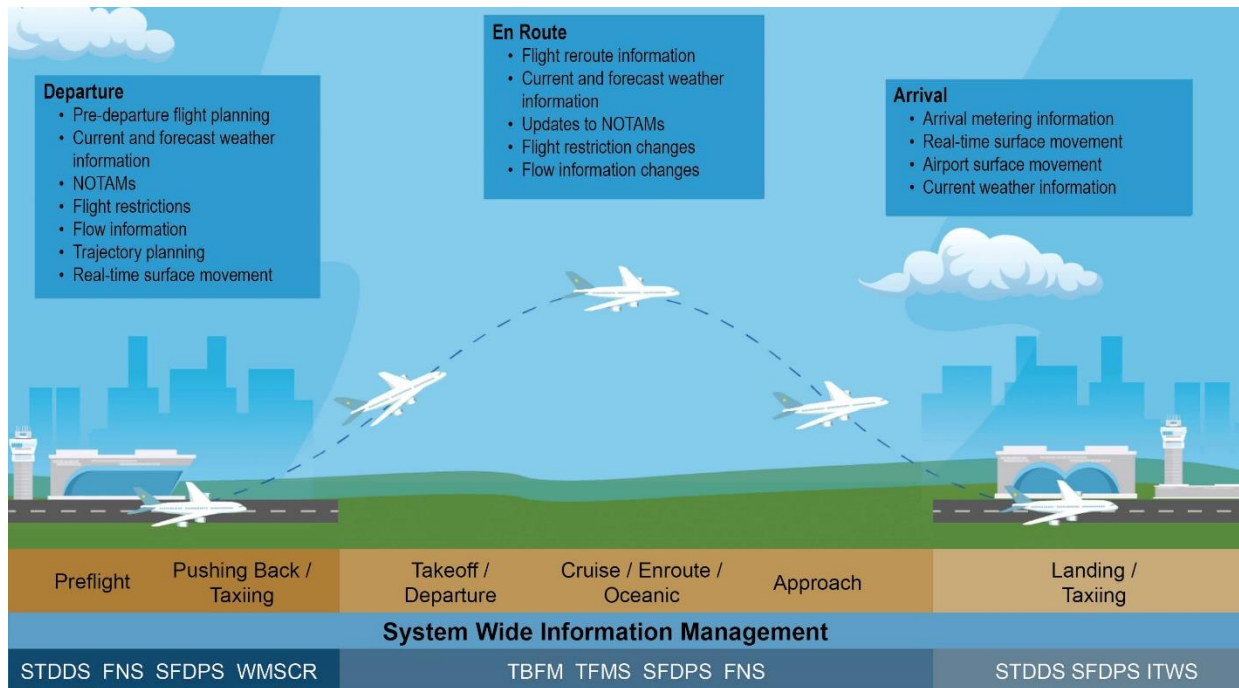 Departure
• Pre-departure flight planning
• Current and forecast weather
information
• NOTAMs
• Flight restrictions
• Flow information
• Trajectory planning
• Real-time surface movement
En Route
• Flight reroute information
• Current and forecast weather
information
• Updates to NOTAMs
• Flight restriction changes
• Flow information changes
Arrival
• Arrival metering information
• Real-time surface movement
• Airport surface movement
• Current weather information
Preflight
Pushing Back /
Taxiing
Takeoff /
Departure
Cruise / Enroute /
Oceanic
Approach
Landing /
Taxiing
System Wide Information Management
STDDS FNS SFDPS WMSCR
TBFM TFMS SFDPS FNS
STDDS SFDPS ITWS